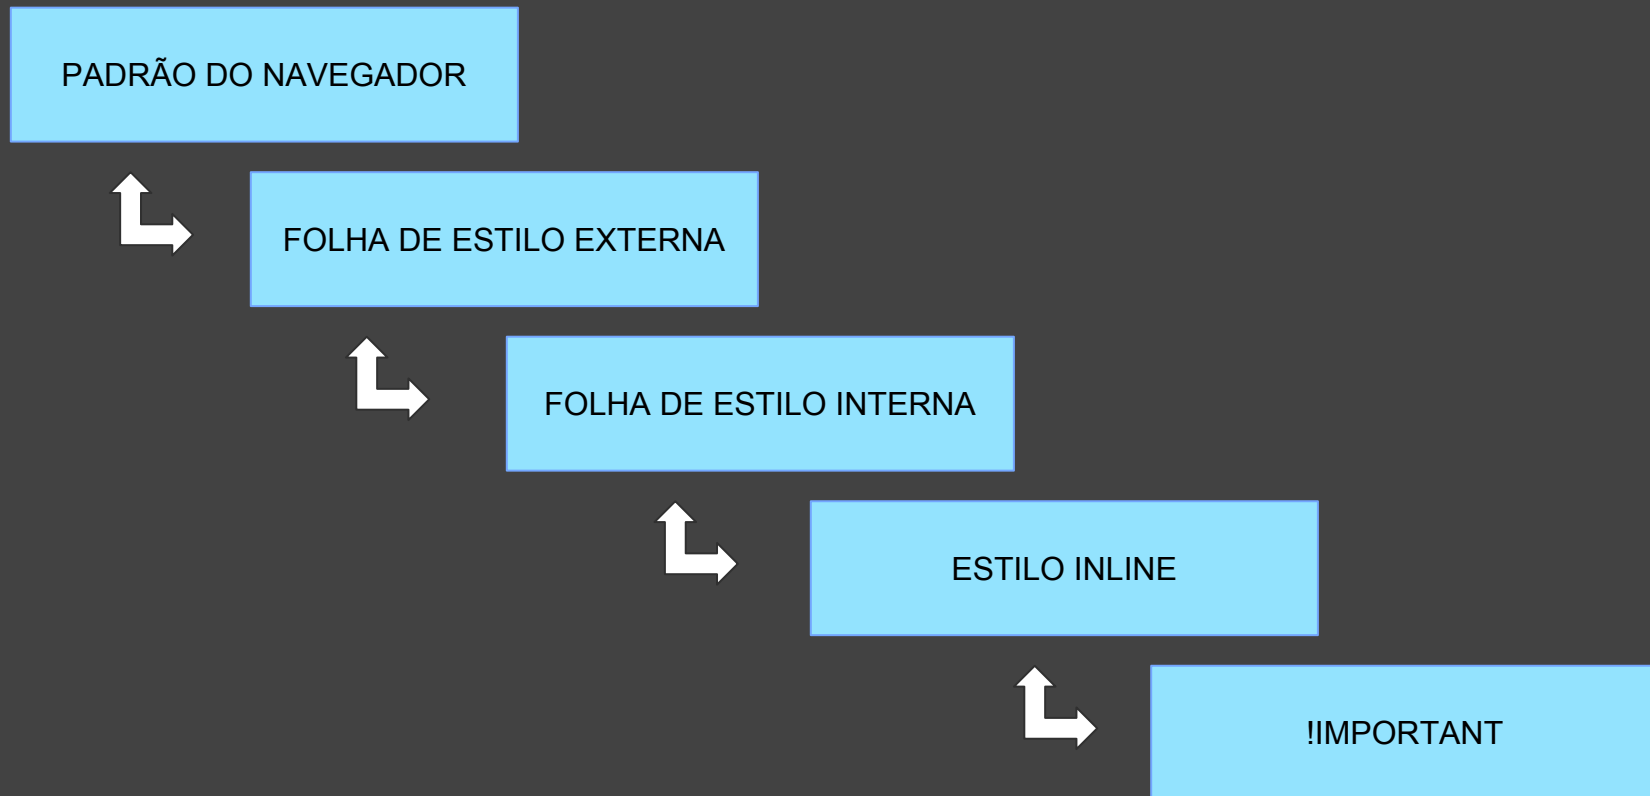 PADRÃO DO NAVEGADOR
FOLHA DE ESTILO EXTERNA
FOLHA DE ESTILO INTERNA
ESTILO INLINE
!IMPORTANT